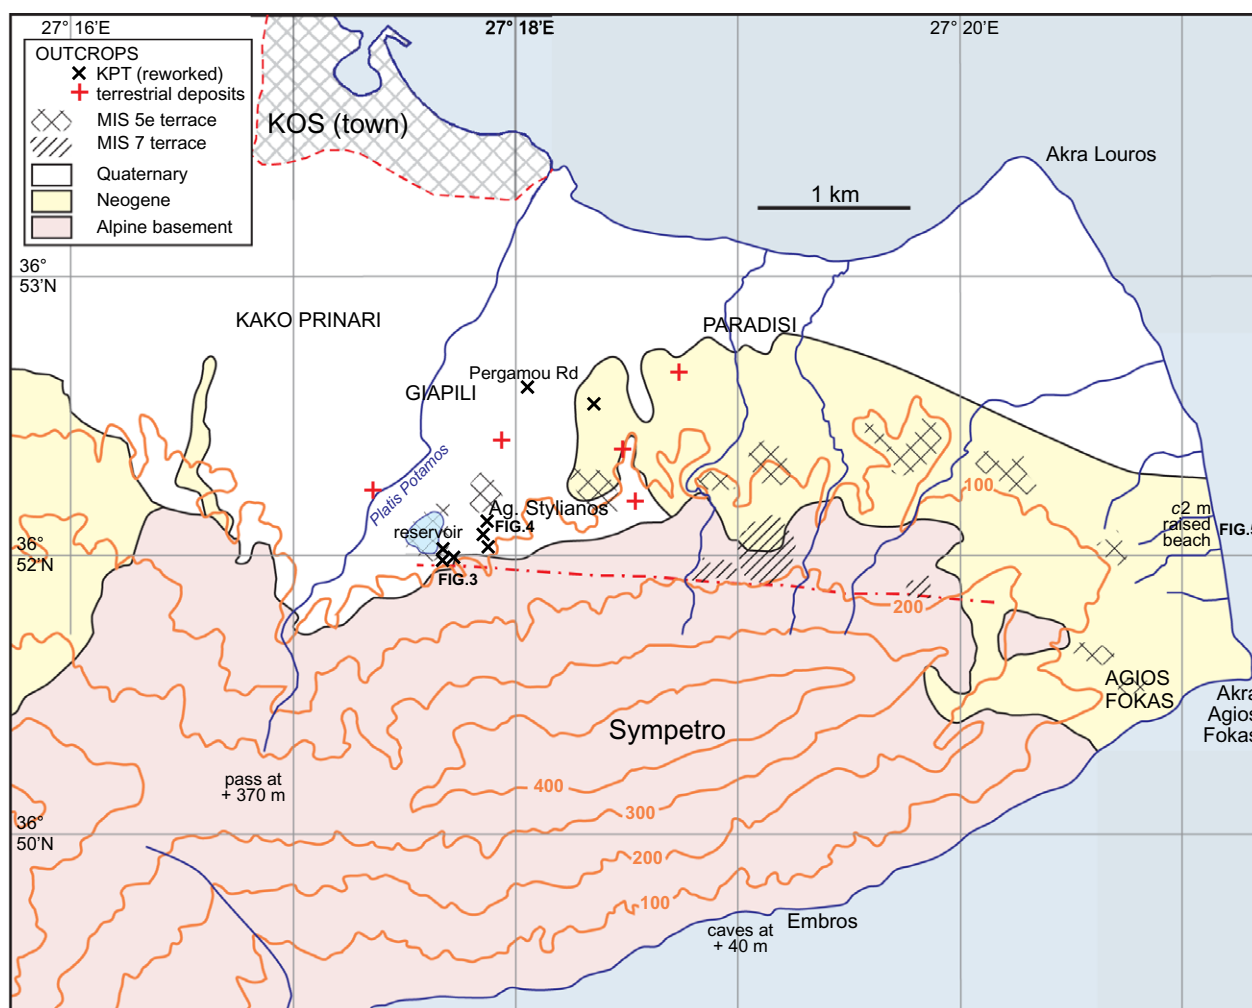 27° 16'E
27° 18'E
27° 20'E
OUTCROPS
KPT (reworked)
terrestrial deposits
MIS 5e terrace
MIS 7 terrace
Quaternary
Neogene
Alpine basement
KOS (town)
Akra Louros
1 km
36°
53'N
KAKO PRINARI
PARADISI
Pergamou Rd
GIAPILI
Platis Potamos
100
Ag. Stylianos
FIG.4
reservoir
c2 m
raised
beach
FIG.5
36°
52'N
FIG.3
200
AGIOS
FOKAS
Akra
Agios
Fokas
Sympetro
pass at
+ 370 m
400
300
36°
50'N
200
100
Embros
caves at
+ 40 m